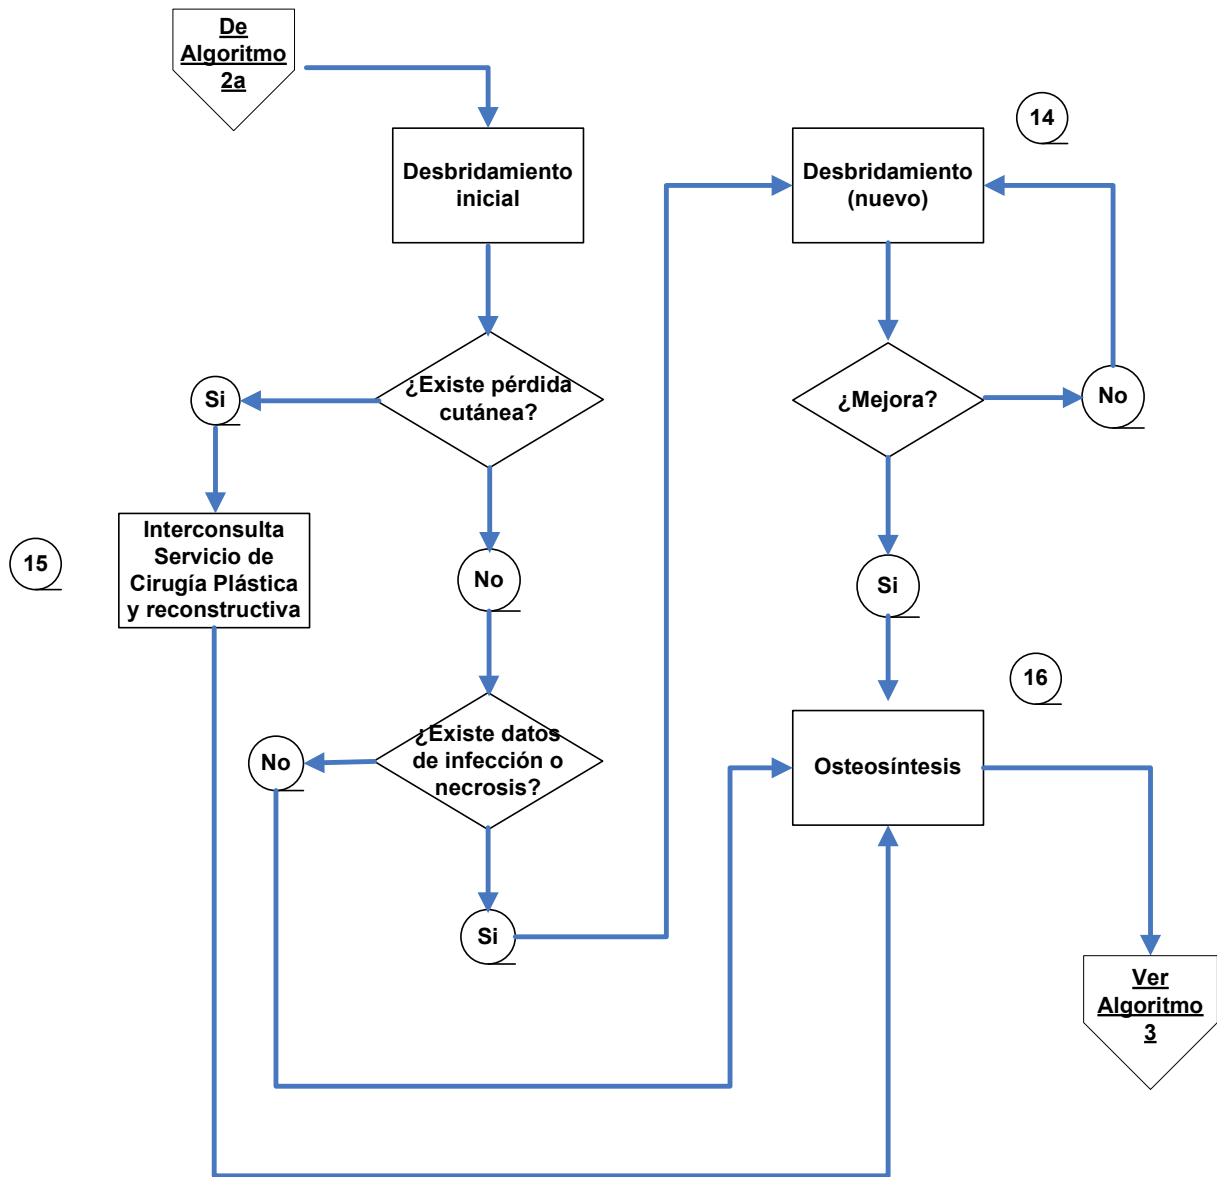 De
Algoritmo
2a
Desbridamiento
inicial
¿Existe pérdida
cutánea?
Si
Interconsulta
Servicio de
Cirugía Plástica
y reconstructiva
15
No
¿Existe datos
de infección o
necrosis?
No
Si
14
Desbridamiento
(nuevo)
¿Mejora?
No
Si
16
Osteosíntesis
Ver
Algoritmo
3